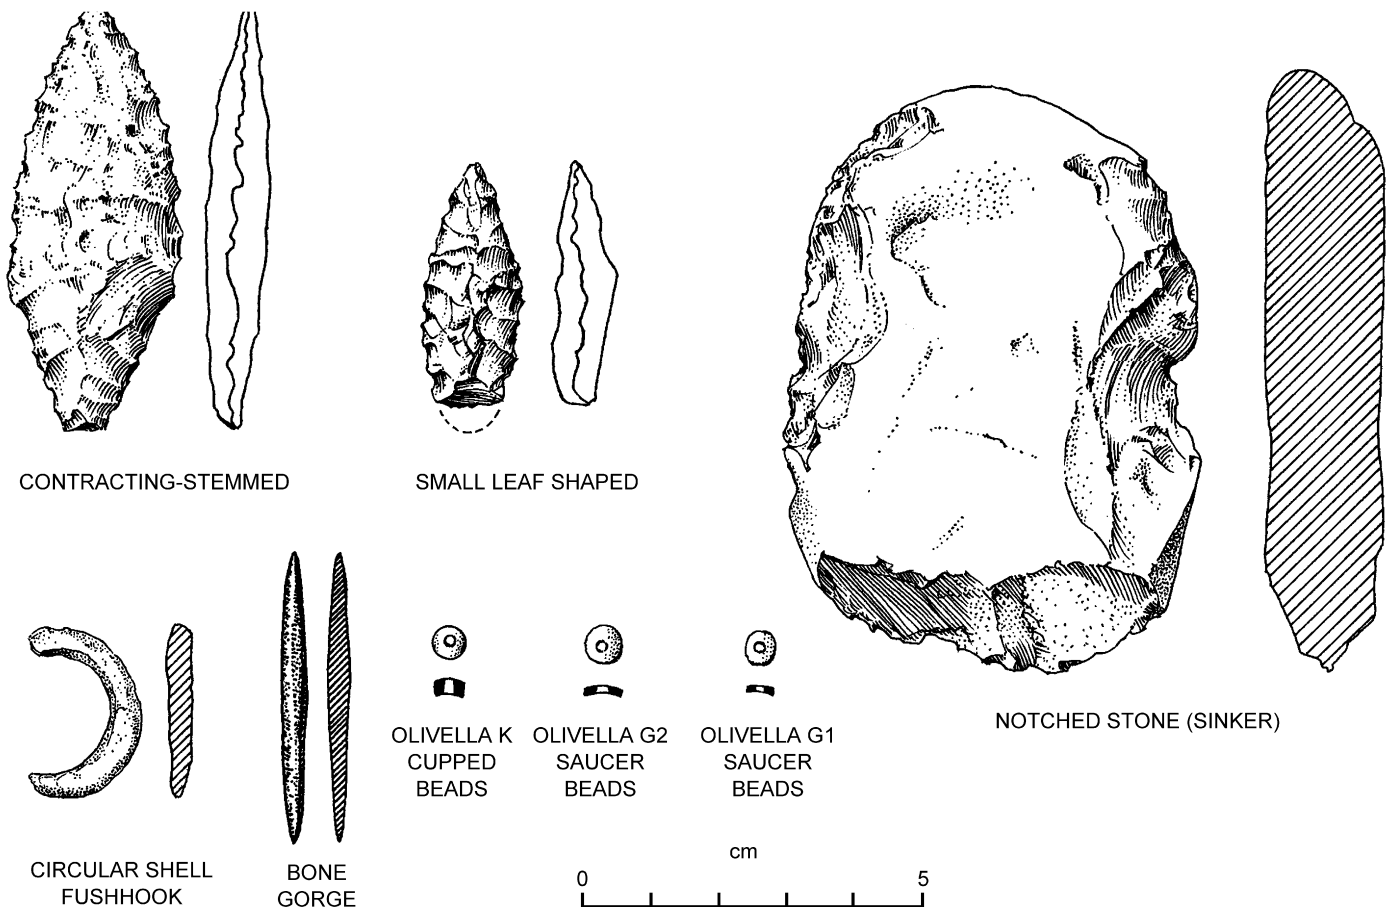 CONTRACTING-STEMMED
SMALL LEAF SHAPED
NOTCHED STONE (SINKER)
OLIVELLA K
CUPPED
BEADS
OLIVELLA G2
SAUCER
BEADS
OLIVELLA G1
SAUCER
BEADS
CIRCULAR SHELL
FUSHHOOK
BONE
GORGE
cm
0 5